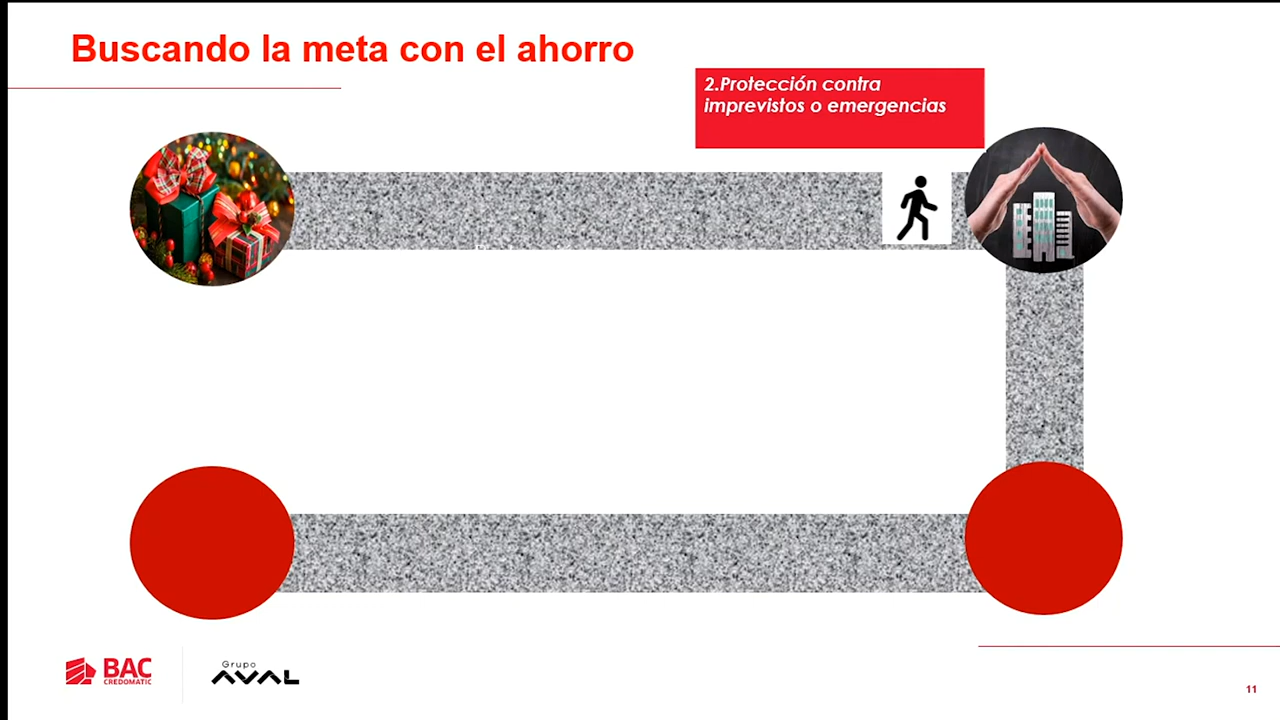 Buscando la meta con el ahorro
2.Protección contra
imprevistos o emergencias
BAC
CREDOMATIC
Grupo
AVAL
11